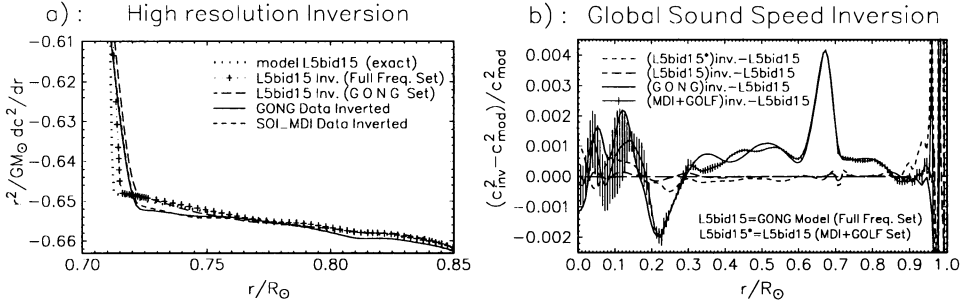 a) : High resolution Inversion
-0.61
-0.62
-0.63
-0.64
-0.65
-0.66
r²/GM⊙ dc²/dr
model L5bid15 (exact)
L5bid15 Inv. (Full Freq. Set)
L5bid15 Inv. (G O N G Set)
GONG Data Inverted
SOI_MDI Data Inverted
0.70 0.75 0.80 0.85
r/R⊙
b) : Global Sound Speed Inversion
0.004
0.003
0.002
0.001
0.000
-0.001
-0.002
(c²inv-c²mod)/c²mod
(L5bid15*)inv.-L5bid15
(L5bid15)inv.-L5bid15
(G O N G)inv.-L5bid15
(MDI+GOLF)inv.-L5bid15
L5bid15=GONG Model (Full Freq. Set)
L5bid15*=L5bid15 (MDI+GOLF Set)
0.0 0.1 0.2 0.3 0.4 0.5 0.6 0.7 0.8 0.9 1.0
r/R⊙